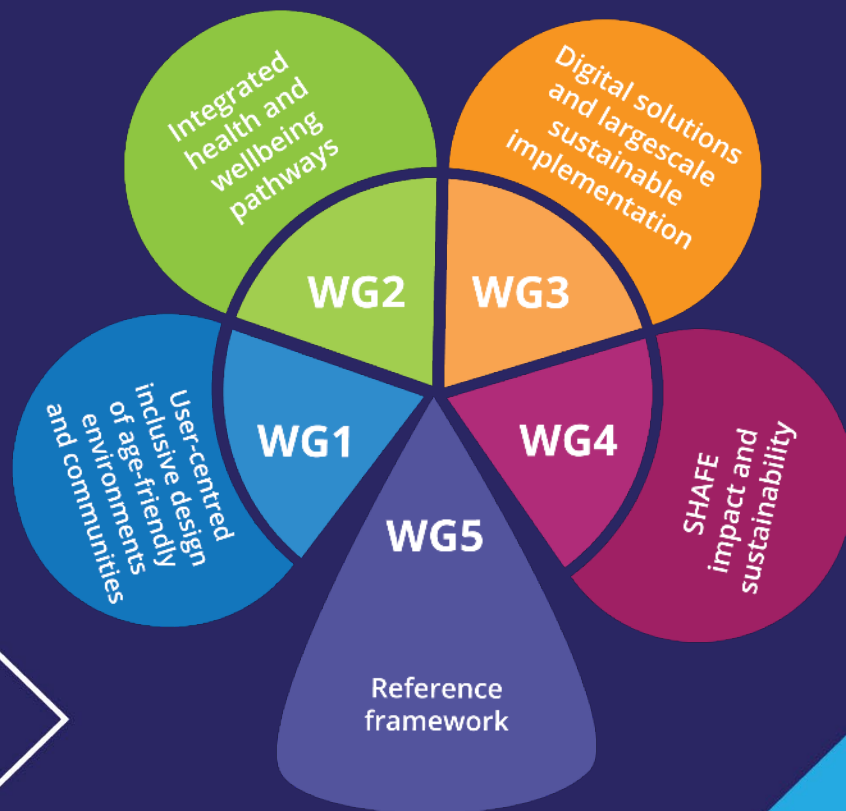 Integrated
health and
wellbeing
pathways
Digital solutions
and largescale
sustainable
implementation
WG2
WG3
User-centred
inclusive design
of age-friendly
environments
and communities
WG1
WG4
SHAFE
impact and
sustainability
WG5
Reference
framework